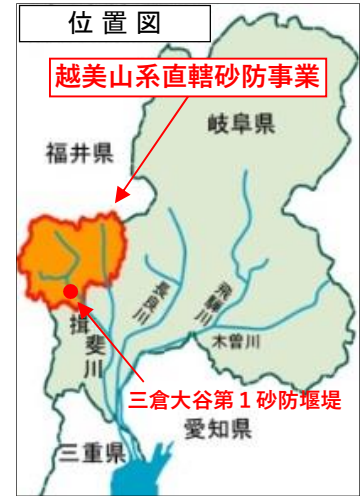 位置図
越美山系直轄砂防事業
岐阜県
福井県
長良川
飛騨川
揖斐川
木曽川
三倉大谷第１砂防堰堤
愛知県
三重県